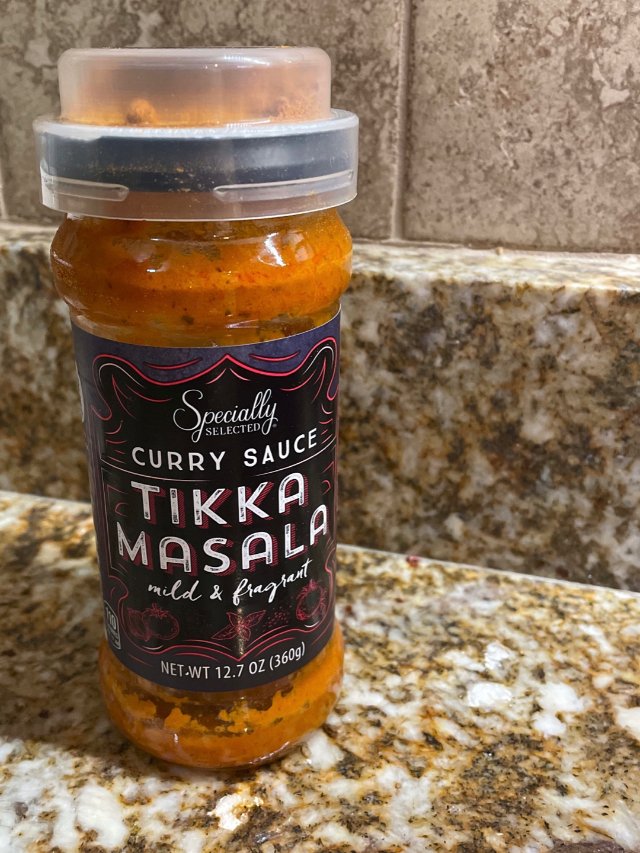 Specially
SELECTED
CURRY SAUCE
TIKKA
MASALA
mild & fragrant
NET WT 12.7 OZ (360g)